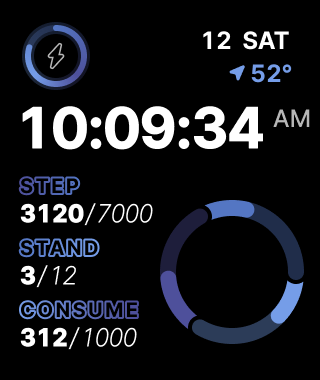 12 SAT
52°
10:09:34 AM
STEP
3120/7000
STAND
3/12
CONSUME
312/1000